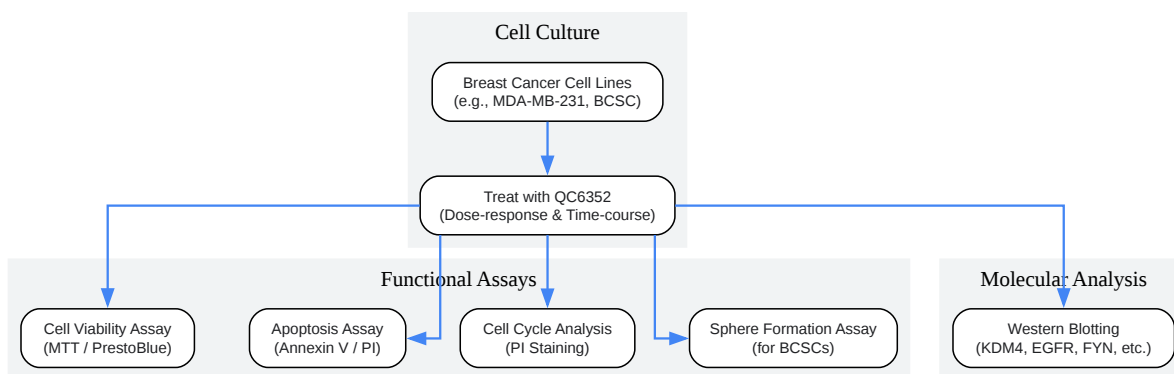 Cell Culture
Breast Cancer Cell Lines
(e.g., MDA-MB-231, BCSC)
Treat with QC6352
(Dose-response & Time-course)
Functional Assays
Cell Viability Assay
(MTT / PrestoBlue)
Apoptosis Assay
(Annexin V / PI)
Cell Cycle Analysis
(PI Staining)
Sphere Formation Assay
(for BCSCs)
Molecular Analysis
Western Blotting
(KDM4, EGFR, FYN, etc.)